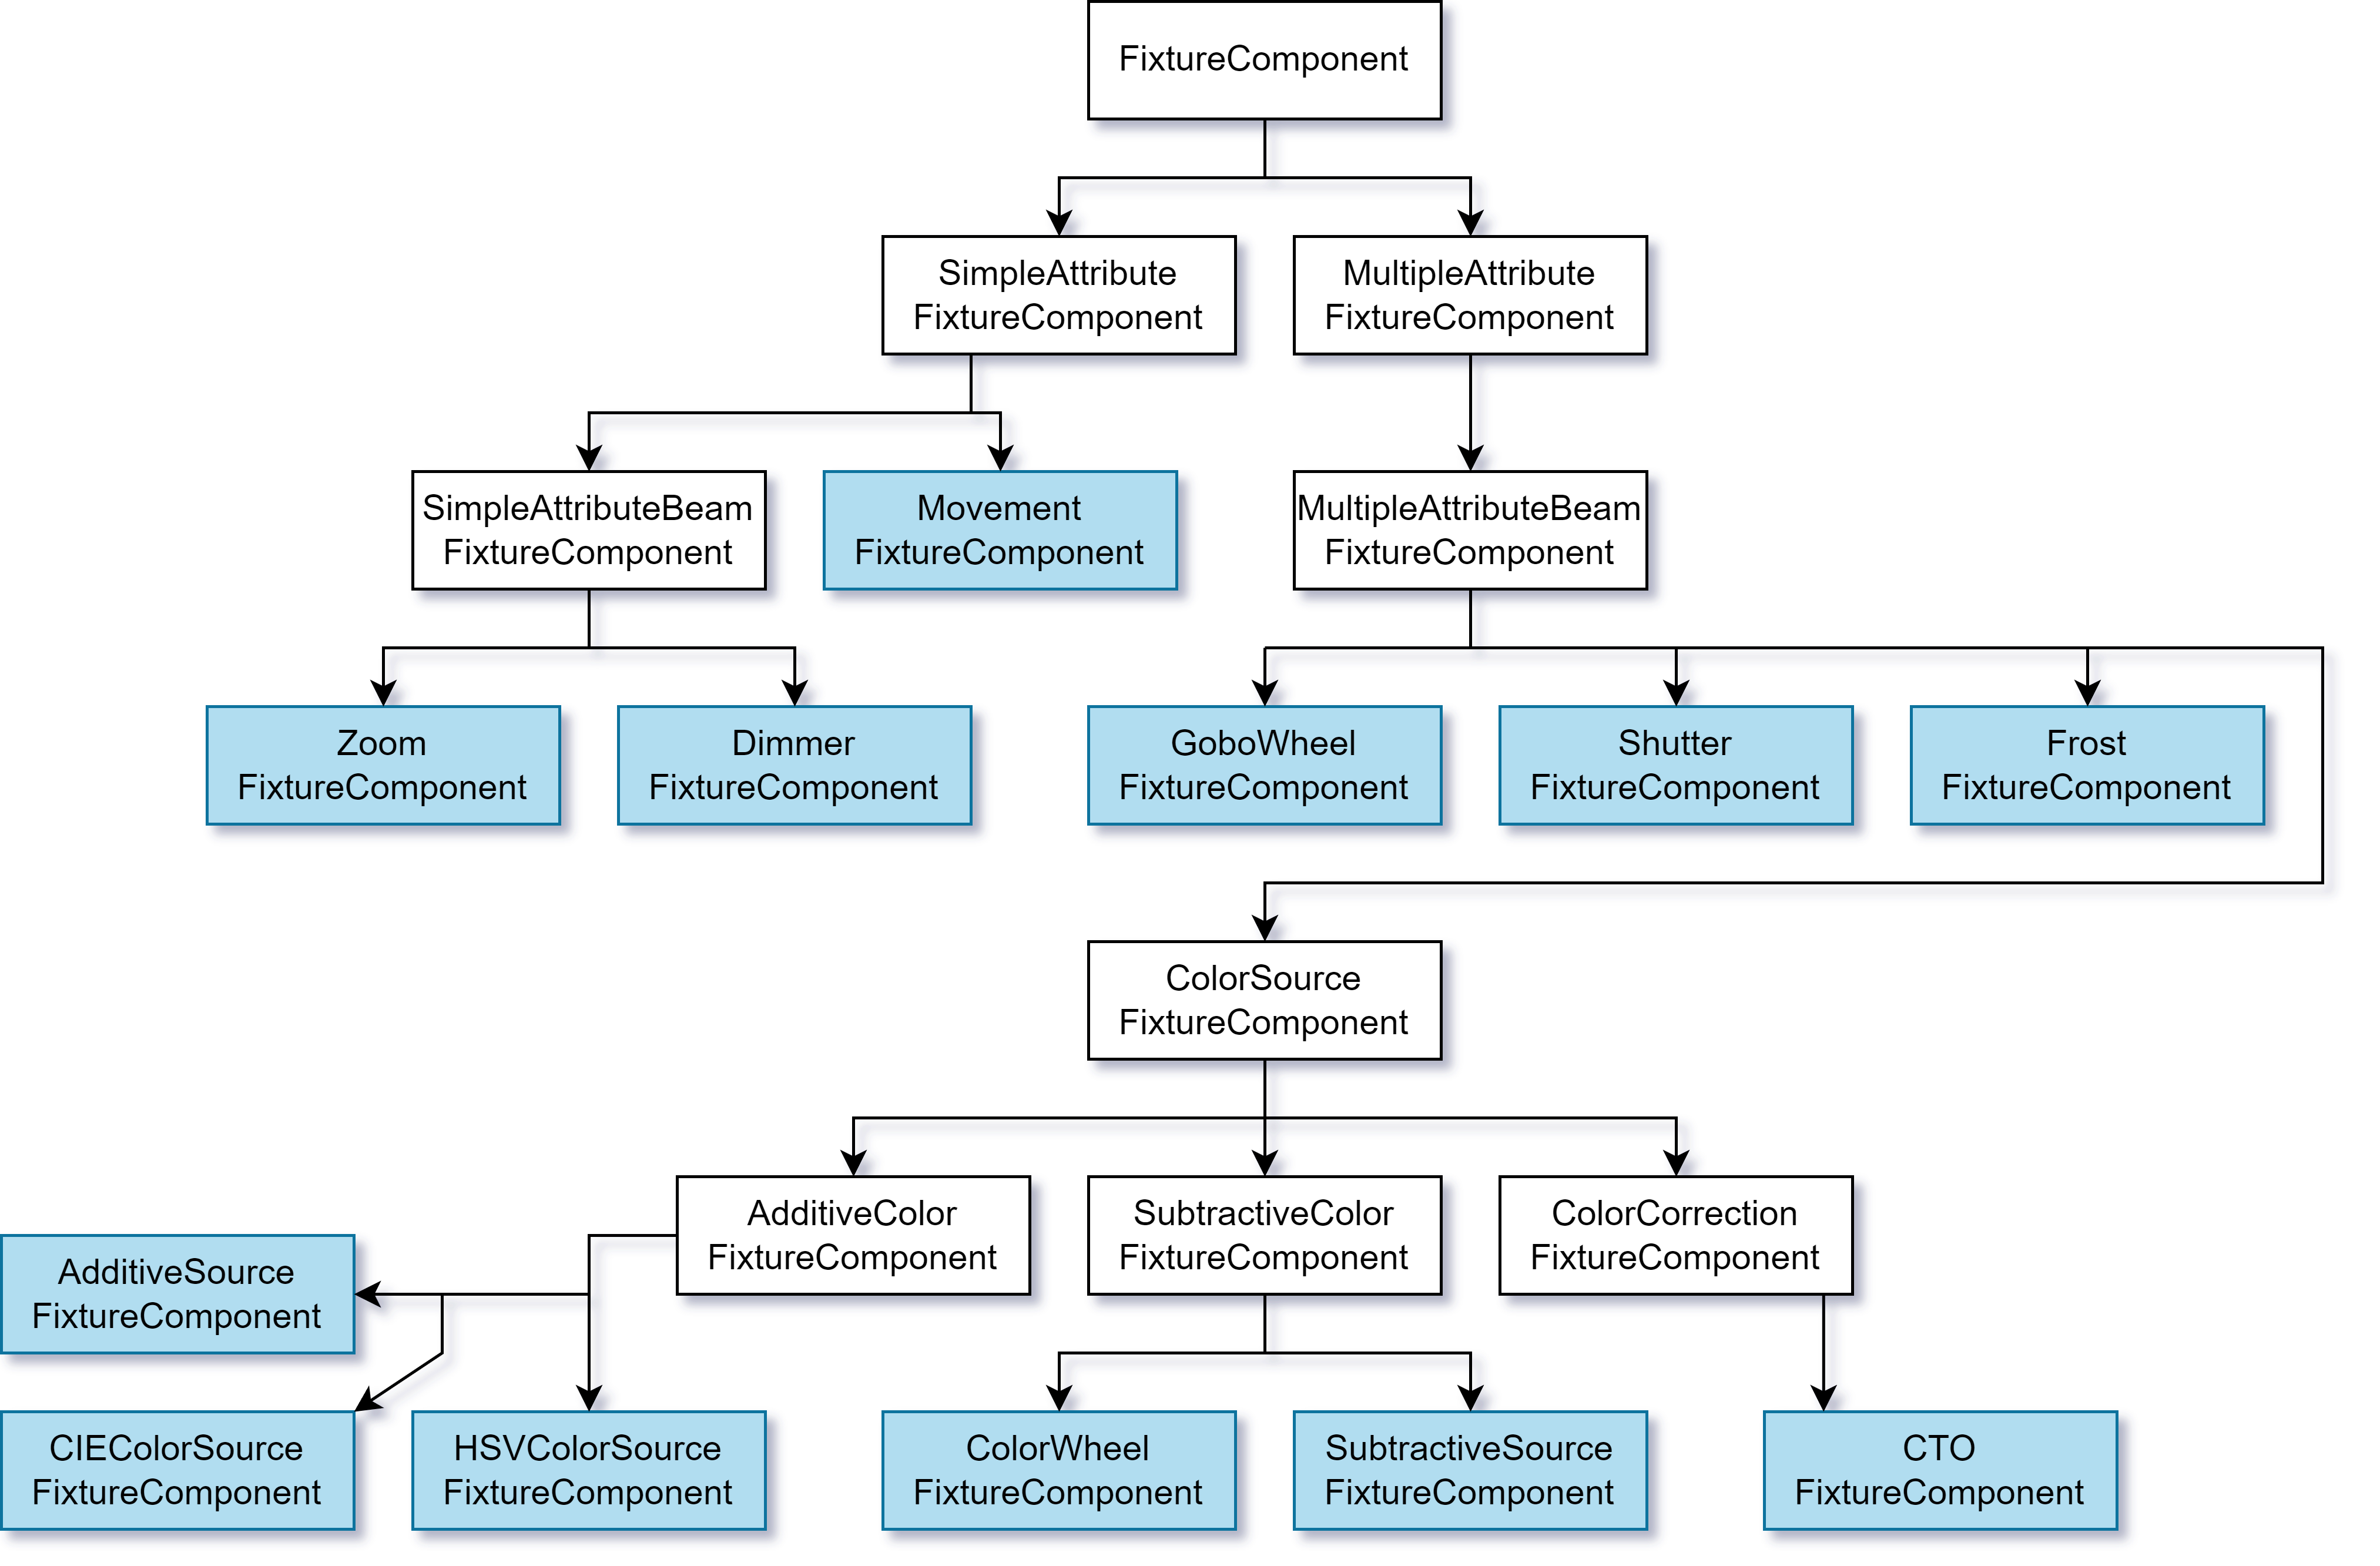 FixtureComponent
SimpleAttribute
FixtureComponent
MultipleAttribute
FixtureComponent
SimpleAttributeBeam
FixtureComponent
Movement
FixtureComponent
MultipleAttributeBeam
FixtureComponent
Zoom
FixtureComponent
Dimmer
FixtureComponent
GoboWheel
FixtureComponent
Shutter
FixtureComponent
Frost
FixtureComponent
ColorSource
FixtureComponent
AdditiveColor
FixtureComponent
SubtractiveColor
FixtureComponent
ColorCorrection
FixtureComponent
AdditiveSource
FixtureComponent
CIEColorSource
FixtureComponent
HSVColorSource
FixtureComponent
ColorWheel
FixtureComponent
SubtractiveSource
FixtureComponent
CTO
FixtureComponent